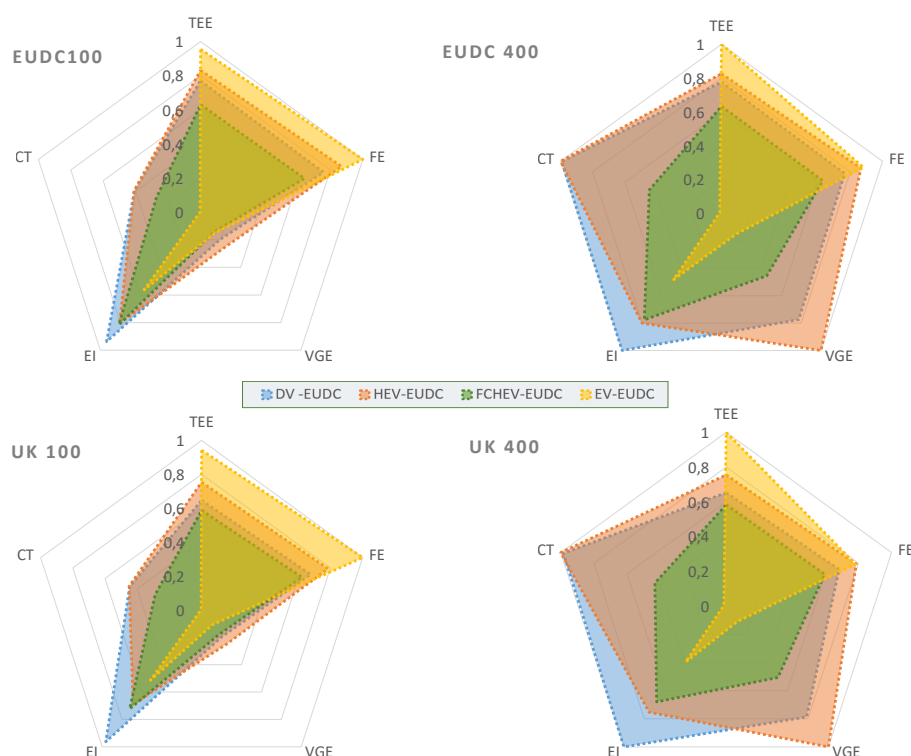 EUDC100
TEE
1
0,8
0,6
0,4
0,2
0
CT
FE
EI
VGE
EUDC 400
TEE
1
0,8
0,6
0,4
0,2
0
CT
FE
EI
VGE
DV -EUDC HEV-EUDC FCHEV-EUDC EV-EUDC
UK 100
TEE
1
0,8
0,6
0,4
0,2
0
CT
FE
EI
VGE
UK 400
TEE
1
0,8
0,6
0,4
0,2
0
CT
FE
EI
VGE